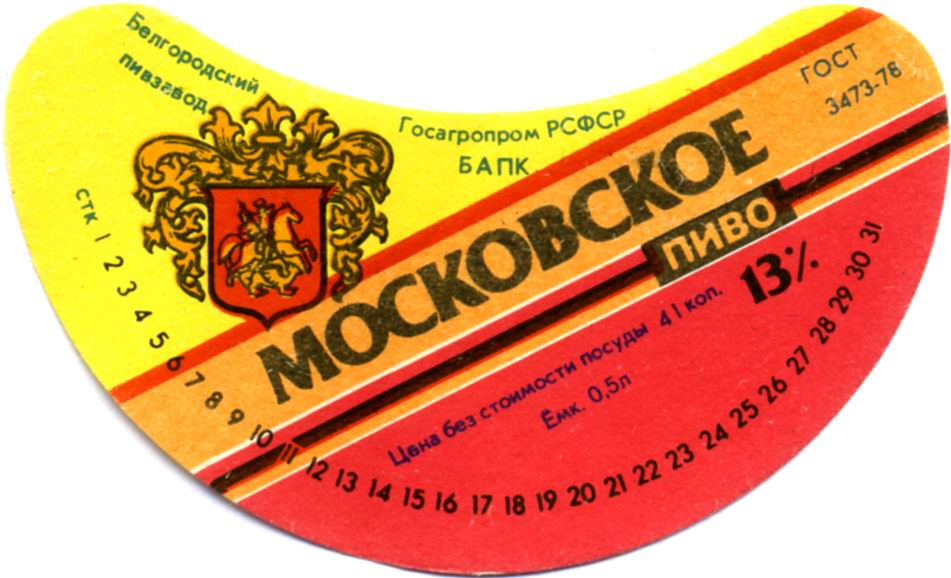 Белгородский
пивзавод
Госагропром РСФСР
БАПК
ГОСТ
3473-78
МОСКОВСКОЕ
ПИВО
13%
Цена без стоимости посуды 41 коп.
Ёмк. 0,5л
СТК 1 2 3 4 5 6 7 8 9 10 11 12 13 14 15 16 17 18 19 20 21 22 23 24 25 26 27 28 29 30 31